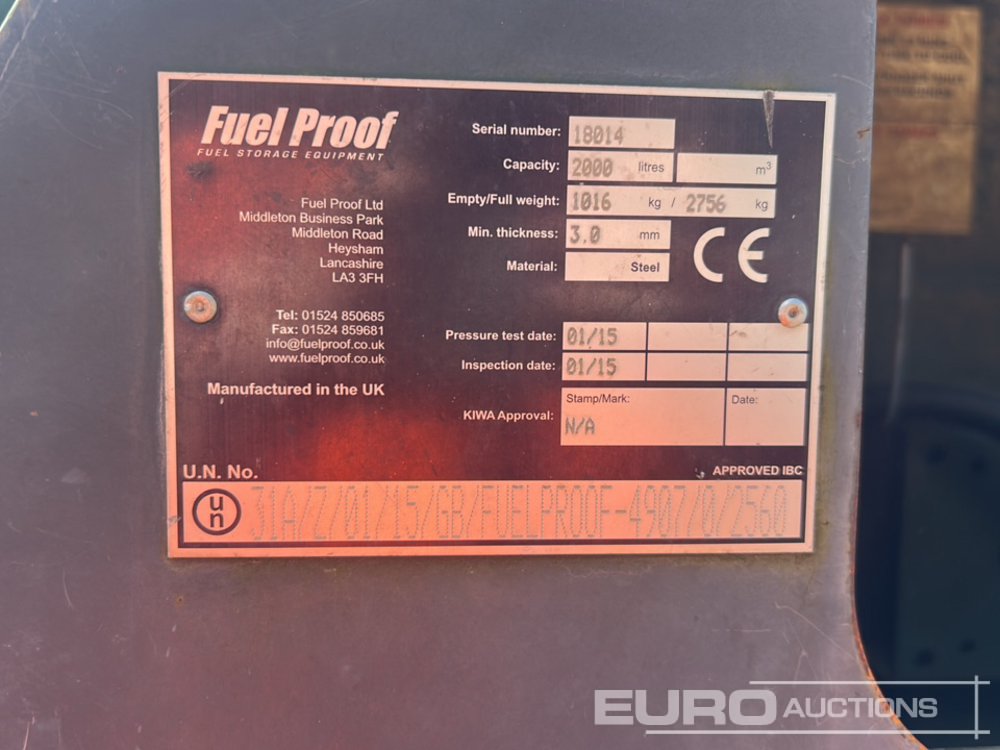 Fuel Proof
FUEL STORAGE EQUIPMENT
Fuel Proof Ltd
Middleton Business Park
Middleton Road
Heysham
Lancashire
LA3 3FH
Tel: 01524 850685
Fax: 01524 859681
info@fuelproof.co.uk
www.fuelproof.co.uk
Manufactured in the UK
Serial number: 18014
Capacity: 2000 litres m³
Empty/Full weight: 1016 kg / 2756 kg
Min. thickness: 3.0 mm
Material: Steel
CE
Pressure test date: 01/15
Inspection date: 01/15
KIWA Approval: Stamp/Mark: Date:
N/A
U.N. No. APPROVED IBC
un 31A/Z/01/15/GB/FUELPROOF-4907/0/2560
EURO AUCTIONS